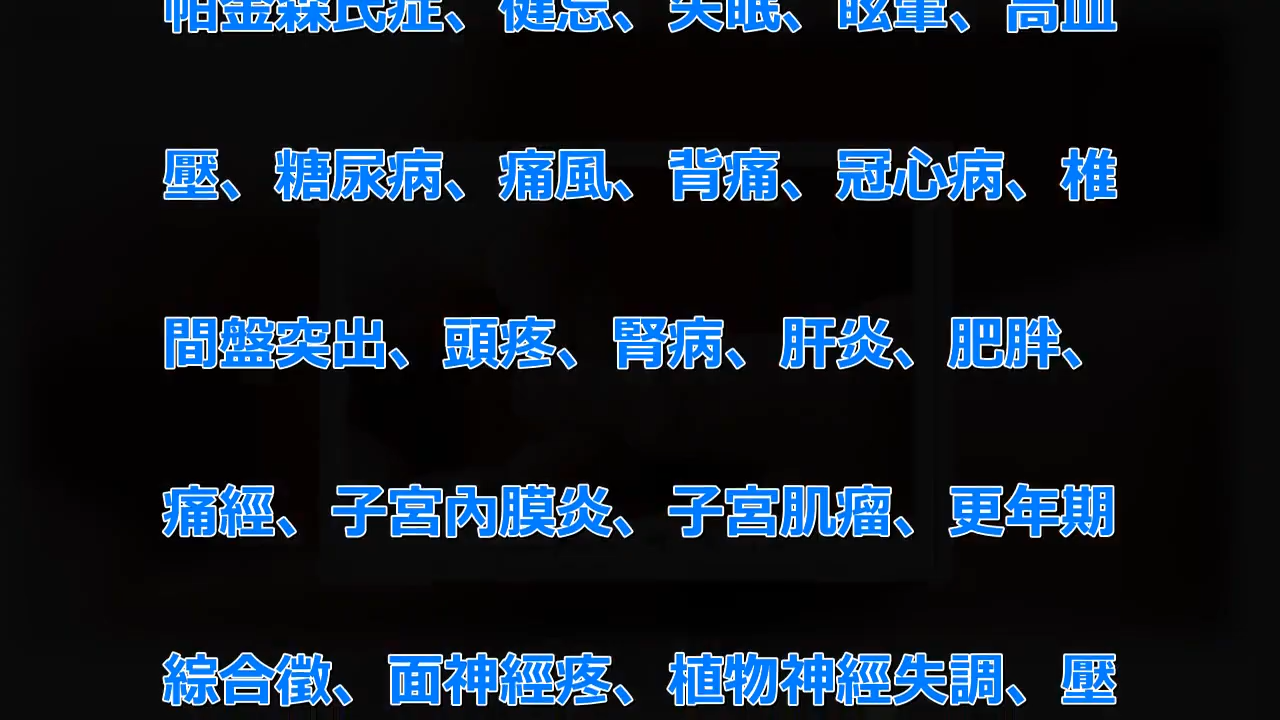 帕金森氏症、健忘、失眠、眩暈、高血
壓、糖尿病、痛風、背痛、冠心病、椎
間盤突出、頭疼、腎病、肝炎、肥胖、
痛經、子宮內膜炎、子宮肌瘤、更年期
綜合徵、面神經疼、植物神經失調、壓